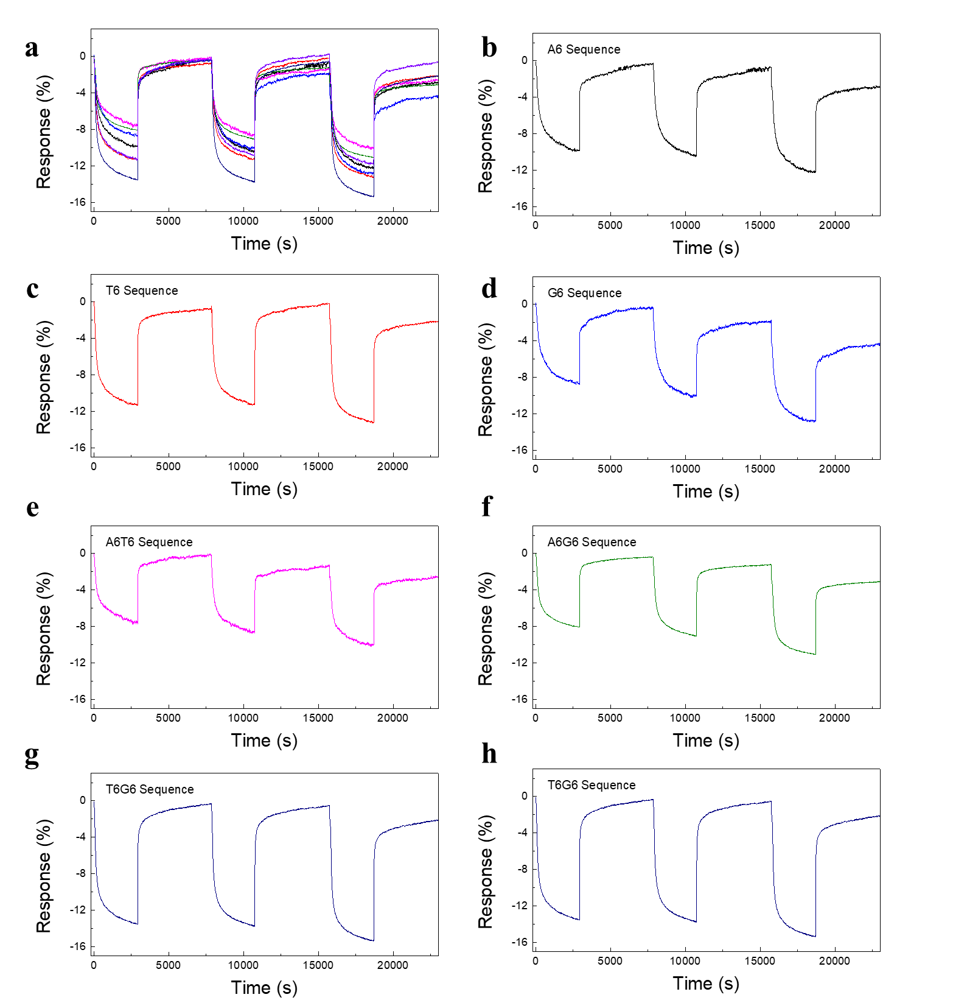 a
0
-4
-8
-12
-16
Response (%)
0 5000 10000 15000 20000
Time (s)
b
A6 Sequence
0
-4
-8
-12
-16
Response (%)
0 5000 10000 15000 20000
Time (s)
c
T6 Sequence
0
-4
-8
-12
-16
Response (%)
0 5000 10000 15000 20000
Time (s)
d
G6 Sequence
0
-4
-8
-12
-16
Response (%)
0 5000 10000 15000 20000
Time (s)
e
A6T6 Sequence
0
-4
-8
-12
-16
Response (%)
0 5000 10000 15000 20000
Time (s)
f
A6G6 Sequence
0
-4
-8
-12
-16
Response (%)
0 5000 10000 15000 20000
Time (s)
g
T6G6 Sequence
0
-4
-8
-12
-16
Response (%)
0 5000 10000 15000 20000
Time (s)
h
T6G6 Sequence
0
-4
-8
-12
-16
Response (%)
0 5000 10000 15000 20000
Time (s)